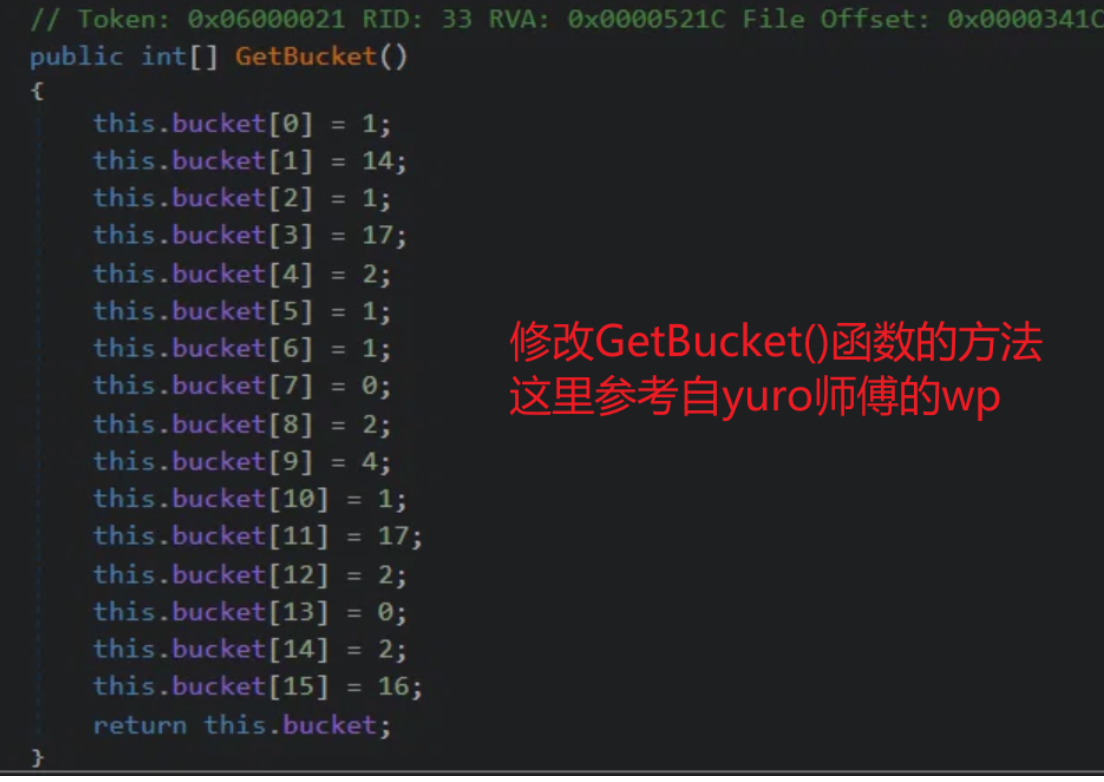 // Token: 0x06000021 RID: 33 RVA: 0x0000521C File Offset: 0x0000341C
public int[] GetBucket()
{
this.bucket[0] = 1;
this.bucket[1] = 14;
this.bucket[2] = 1;
this.bucket[3] = 17;
this.bucket[4] = 2;
this.bucket[5] = 1;
this.bucket[6] = 1;
this.bucket[7] = 0;
this.bucket[8] = 2;
this.bucket[9] = 4;
this.bucket[10] = 1;
this.bucket[11] = 17;
this.bucket[12] = 2;
this.bucket[13] = 0;
this.bucket[14] = 2;
this.bucket[15] = 16;
return this.bucket;
}
修改GetBucket()函数的方法
这里参考自yuro师傅的wp